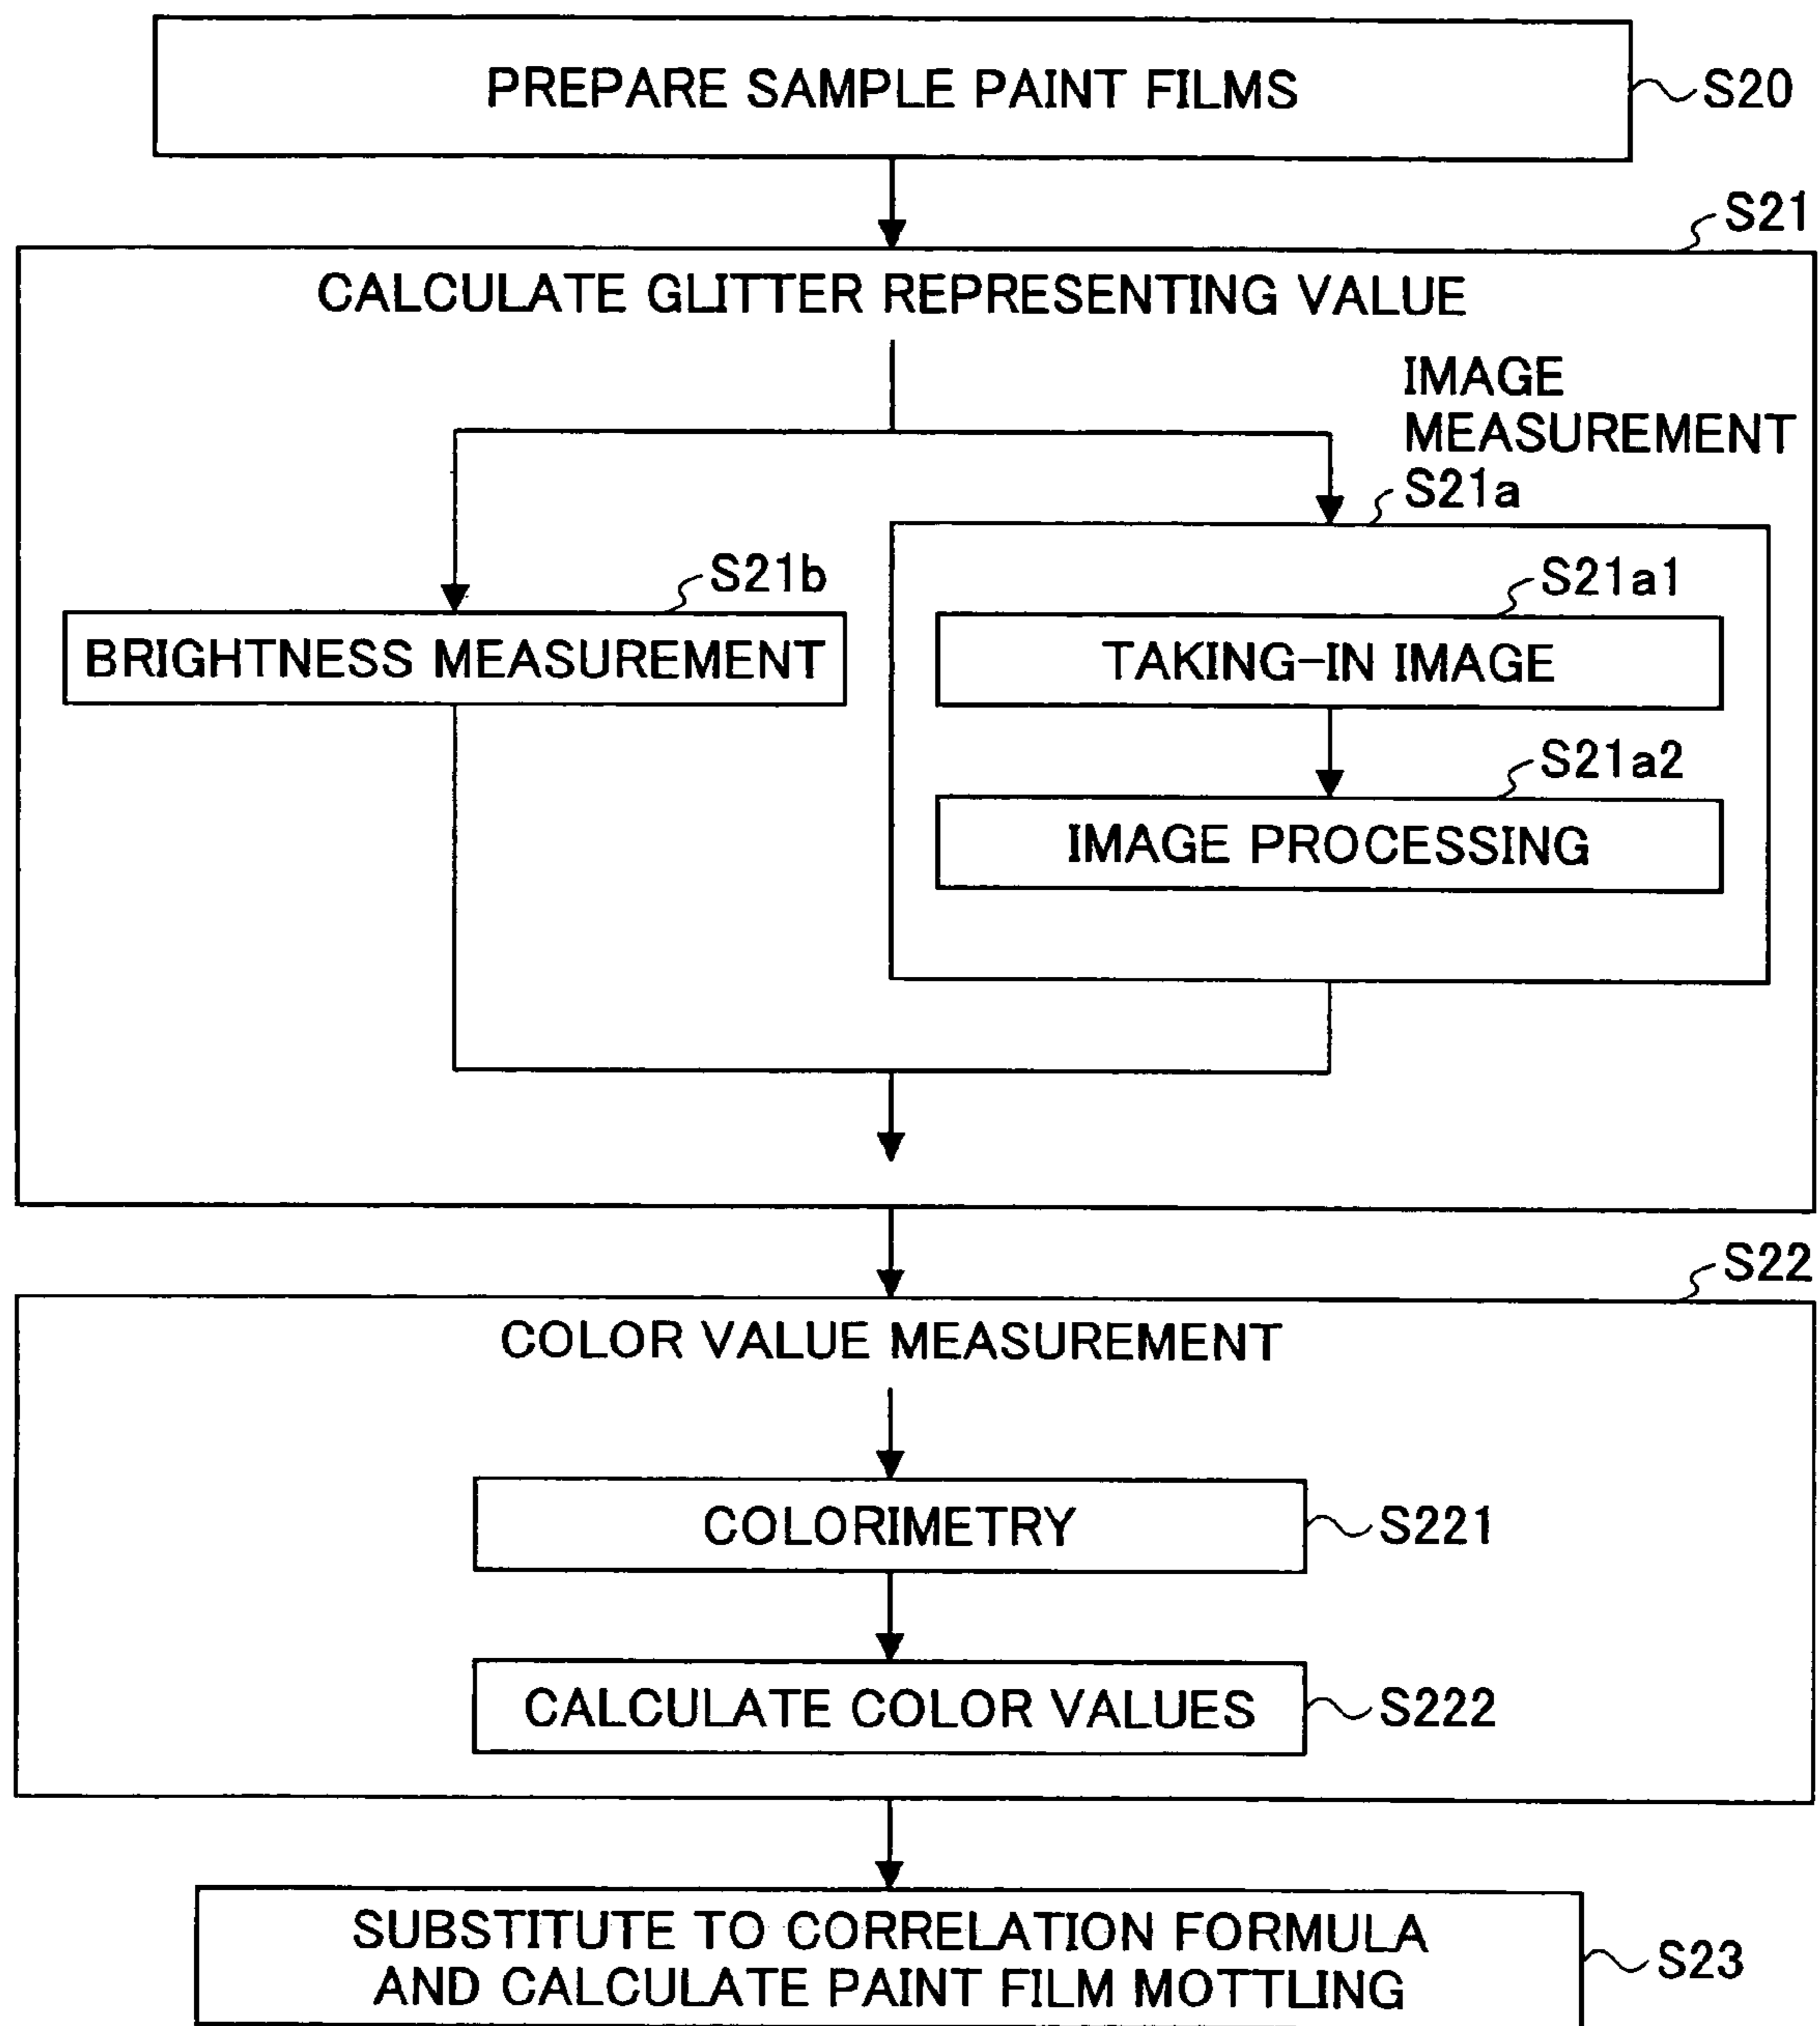 PREPARE SAMPLE PAINT FILMS
S20
S21
CALCULATE GLITTER REPRESENTING VALUE
IMAGE
MEASUREMENT
S21a
S21b
BRIGHTNESS MEASUREMENT
S21a1
TAKING-IN IMAGE
S21a2
IMAGE PROCESSING
S22
COLOR VALUE MEASUREMENT
COLORIMETRY
S221
CALCULATE COLOR VALUES
S222
SUBSTITUTE TO CORRELATION FORMULA
AND CALCULATE PAINT FILM MOTTLING
S23